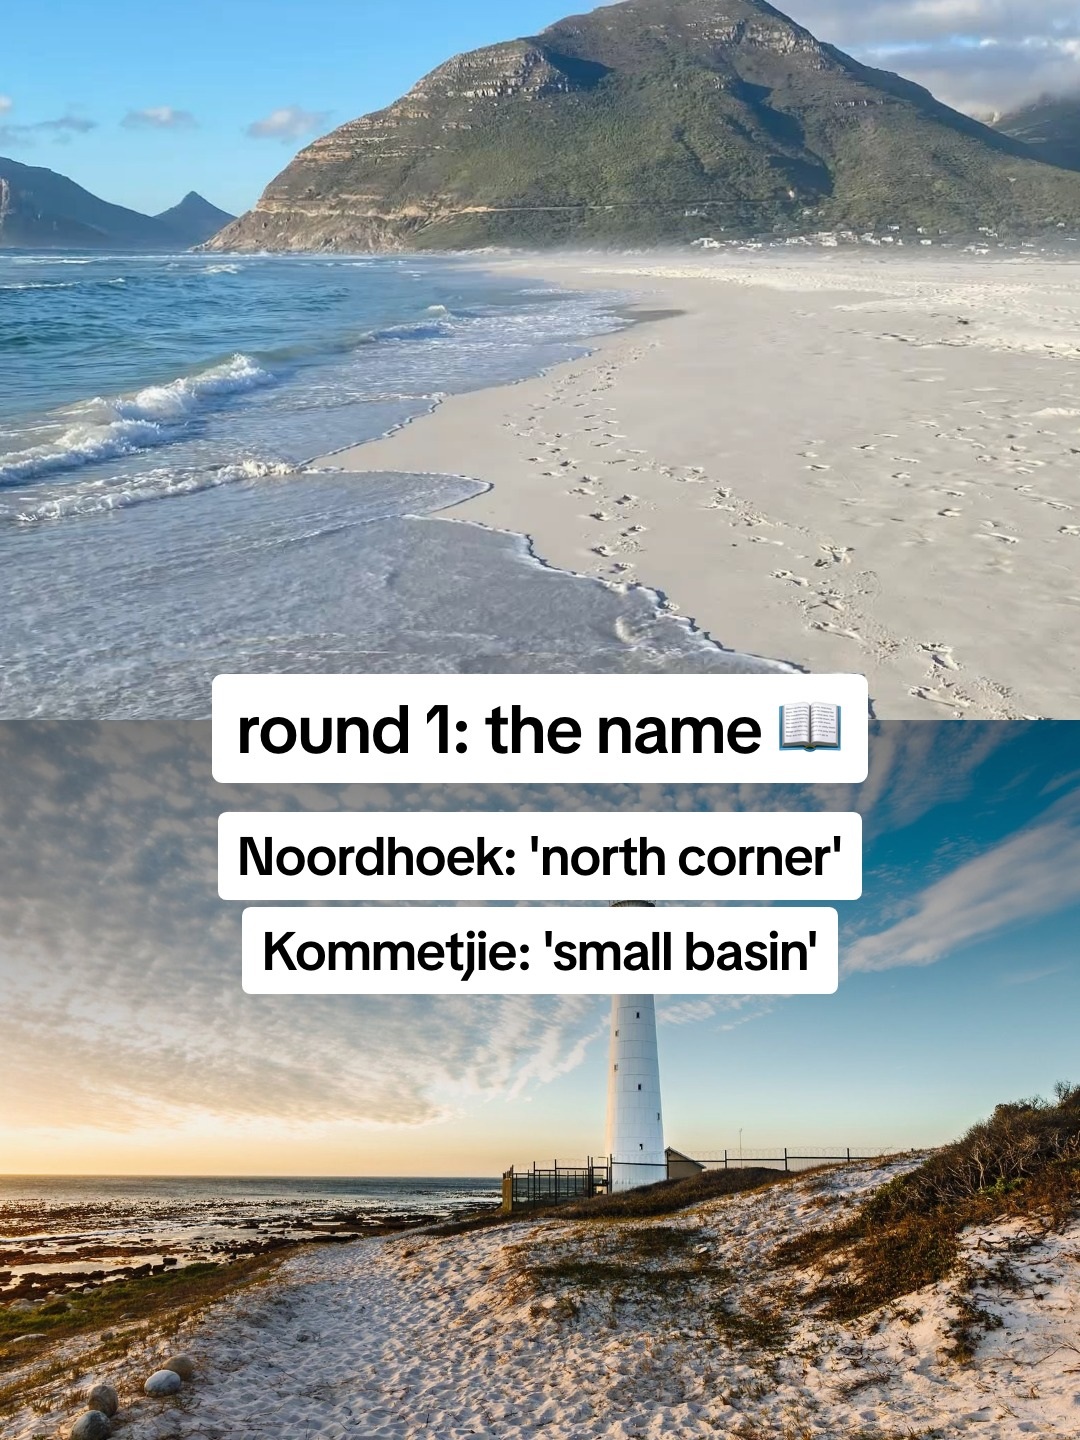 round 1: the name 📖
Noordhoek: 'north corner'
Kommetjie: 'small basin'